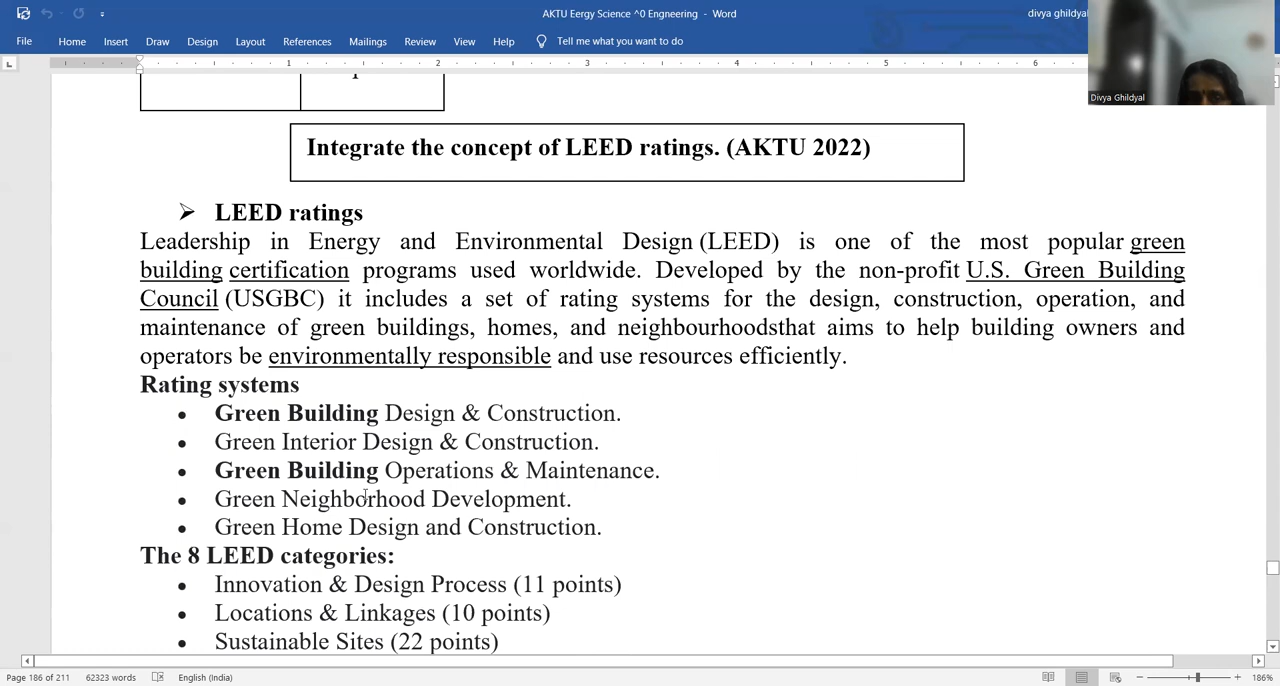 AKTU Eergy Science ^0 Engneering - Word
divya ghildyal
File Home Insert Draw Design Layout References Mailings Review View Help Tell me what you want to do
1 2 3 4 5 6
Divya Ghildyal
Integrate the concept of LEED ratings. (AKTU 2022)
➢ LEED ratings
Leadership in Energy and Environmental Design (LEED) is one of the most popular green
building certification programs used worldwide. Developed by the non-profit U.S. Green Building
Council (USGBC) it includes a set of rating systems for the design, construction, operation, and
maintenance of green buildings, homes, and neighbourhoodsthat aims to help building owners and
operators be environmentally responsible and use resources efficiently.
Rating systems
• Green Building Design & Construction.
• Green Interior Design & Construction.
• Green Building Operations & Maintenance.
• Green Neighborhood Development.
• Green Home Design and Construction.
The 8 LEED categories:
• Innovation & Design Process (11 points)
• Locations & Linkages (10 points)
• Sustainable Sites (22 points)
Page 186 of 211 62323 words English (India) 186%